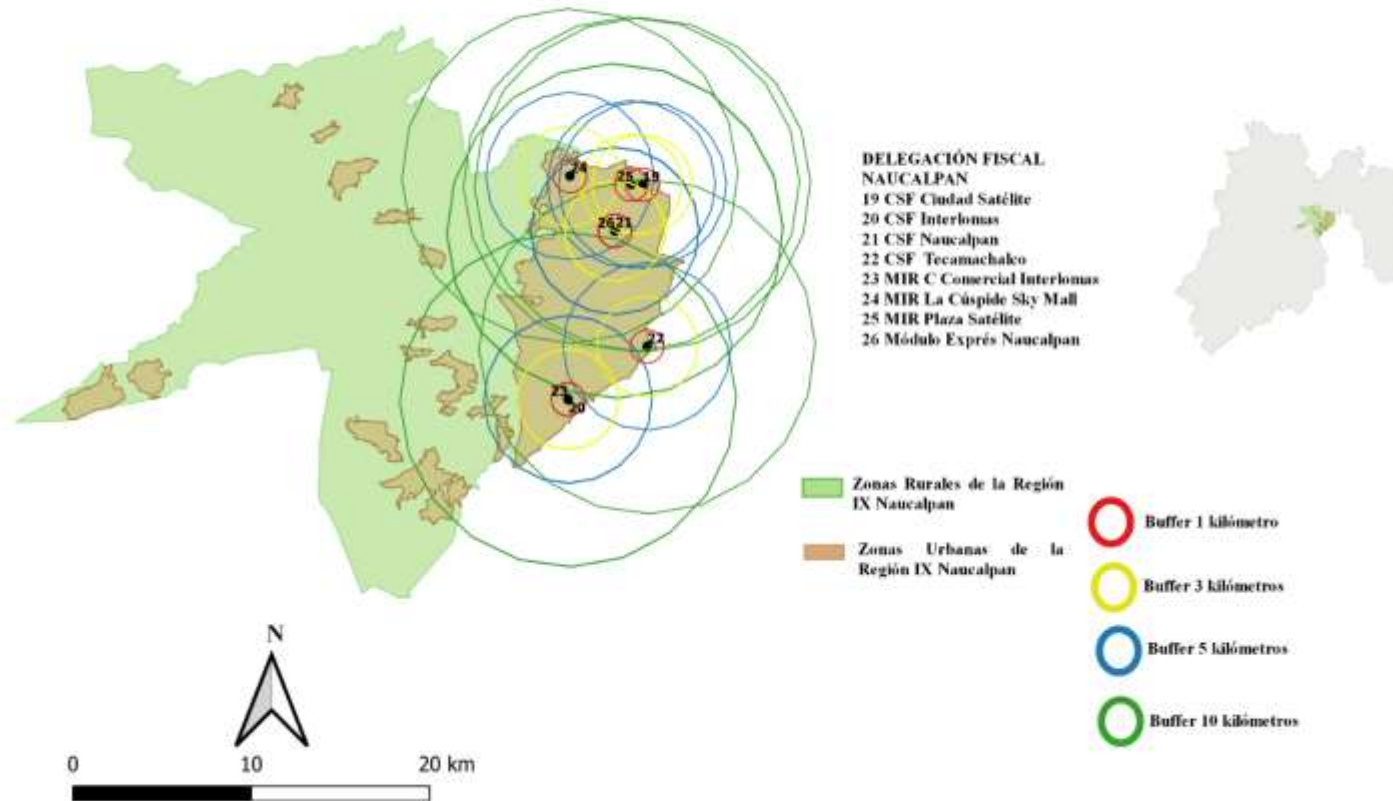 24
25 19
26 21
22
23
20
DELEGACIÓN FISCAL
NAUCALPAN
19 CSF Ciudad Satélite
20 CSF Interlomas
21 CSF Naucalpan
22 CSF Tecamachalco
23 MIR C Comercial Interlomas
24 MIR La Cúspide Sky Mall
25 MIR Plaza Satélite
26 Módulo Exprés Naucalpan
Zonas Rurales de la Región
IX Naucalpan
Zonas Urbanas de la
Región IX Naucalpan
Buffer 1 kilómetro
Buffer 3 kilómetros
Buffer 5 kilómetros
Buffer 10 kilómetros
N
0 10 20 km